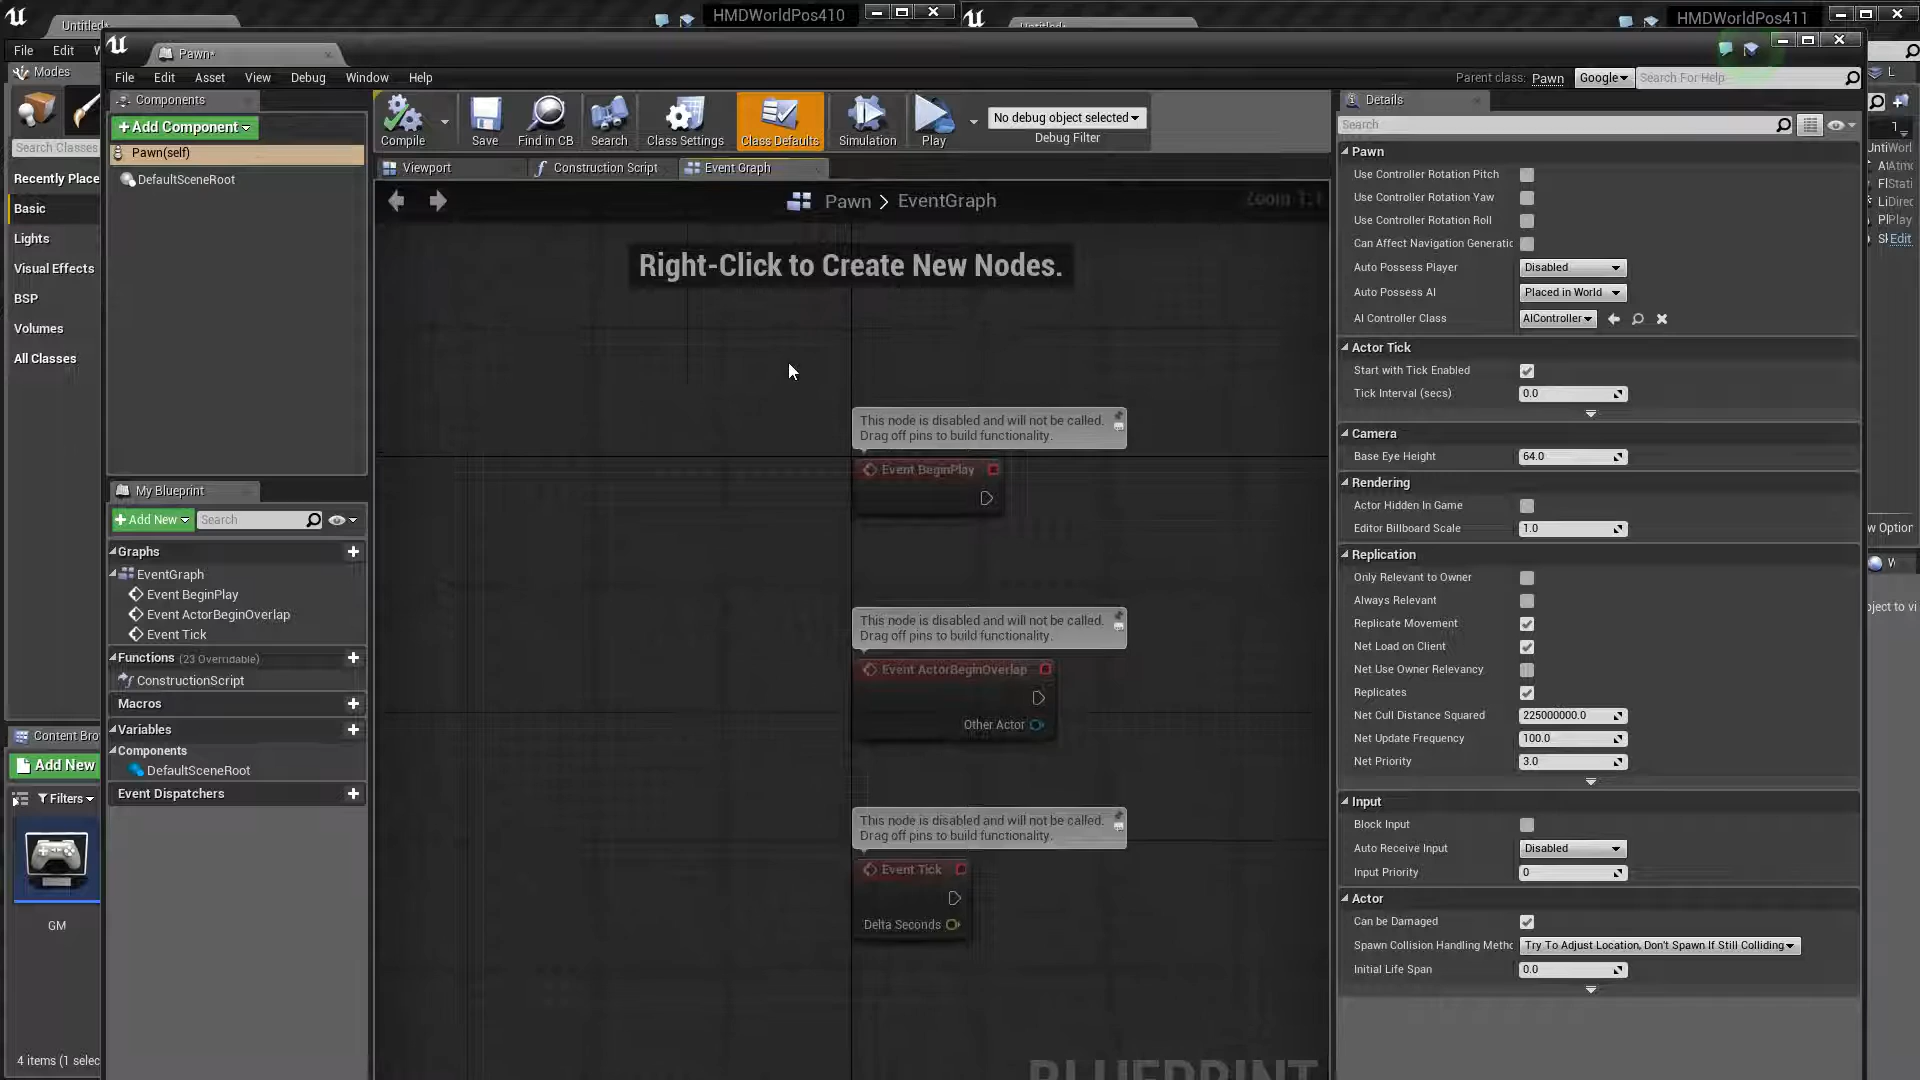 Untitled*
HMDWorldPos410
Untitled*
HMDWorldPos411
File Edit W
Pawn*
Modes
File Edit Asset View Debug Window Help
Parent class: Pawn
Google
Search For Help
L
Components
+Add Component
Pawn(self)
DefaultSceneRoot
Search Classes
Recently Place
Basic
Lights
Visual Effects
BSP
Volumes
All Classes
Compile
Save
Find in CB
Search
Class Settings
Class Defaults
Simulation
Play
No debug object selected
Debug Filter
Viewport
Construction Script
Event Graph
Pawn > EventGraph
Zoom 1:1
Right-Click to Create New Nodes.
This node is disabled and will not be called.
Drag off pins to build functionality.
Event BeginPlay
This node is disabled and will not be called.
Drag off pins to build functionality.
Event ActorBeginOverlap
Other Actor
This node is disabled and will not be called.
Drag off pins to build functionality.
Event Tick
Delta Seconds
BLUEPRINT
My Blueprint
+Add New
Search
Graphs
EventGraph
Event BeginPlay
Event ActorBeginOverlap
Event Tick
Functions (23 Overridable)
ConstructionScript
Macros
Variables
Components
DefaultSceneRoot
Event Dispatchers
Content Bro
Add New
Filters
GM
4 items (1 selec
Details
Search
Pawn
Use Controller Rotation Pitch
Use Controller Rotation Yaw
Use Controller Rotation Roll
Can Affect Navigation Generatic
Auto Possess Player Disabled
Auto Possess AI Placed in World
AI Controller Class AIController
Actor Tick
Start with Tick Enabled
Tick Interval (secs) 0.0
Camera
Base Eye Height 64.0
Rendering
Actor Hidden In Game
Editor Billboard Scale 1.0
Replication
Only Relevant to Owner
Always Relevant
Replicate Movement
Net Load on Client
Net Use Owner Relevancy
Replicates
Net Cull Distance Squared 225000000.0
Net Update Frequency 100.0
Net Priority 3.0
Input
Block Input
Auto Receive Input Disabled
Input Priority 0
Actor
Can be Damaged
Spawn Collision Handling Methc Try To Adjust Location, Don't Spawn If Still Colliding
Initial Life Span 0.0
Edit
w Option
ject to vi